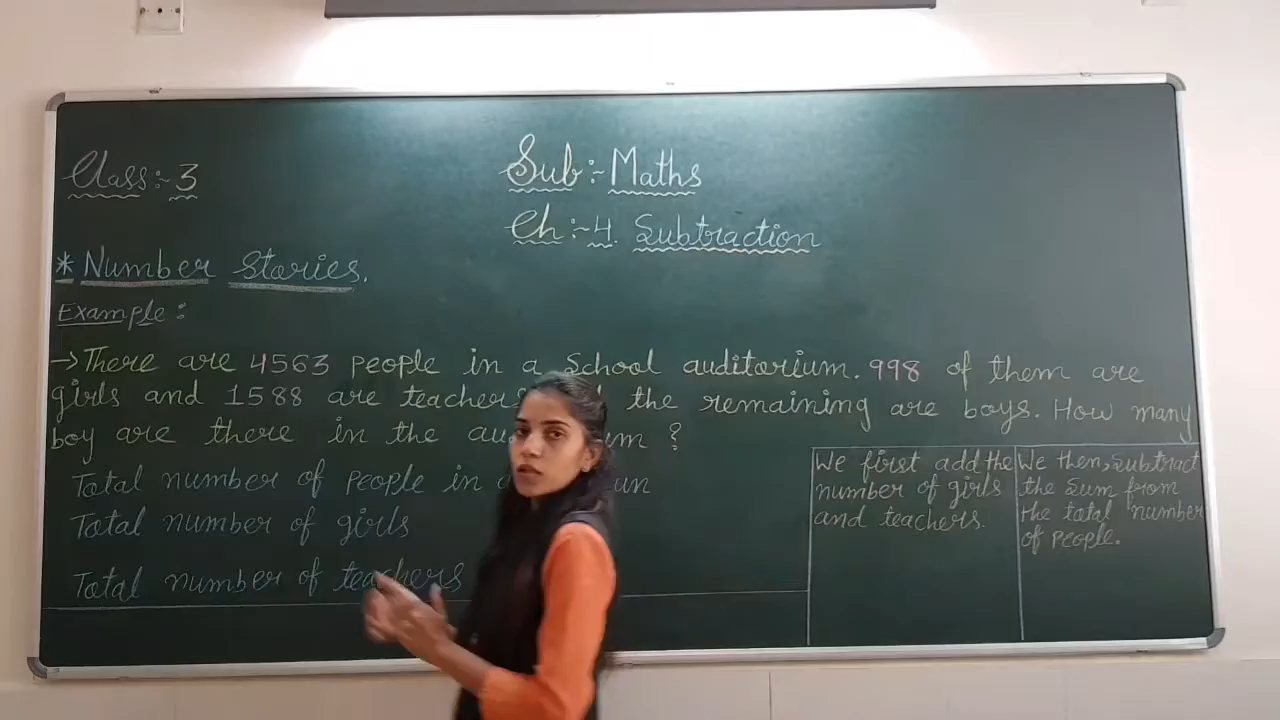 Class:- 3
Sub:- Maths
Ch:- 4. Subtraction
* Number Stories.
Example:
→ There are 4563 people in a School auditorium. 998 of them are
girls and 1588 are teachers the remaining are boys. How many
boy are there in the ?
Total number of people in
Total number of girls
Total number of teachers
We first add the
number of girls
and teachers.
We then, Subtract
the Sum from
the total number
of people.